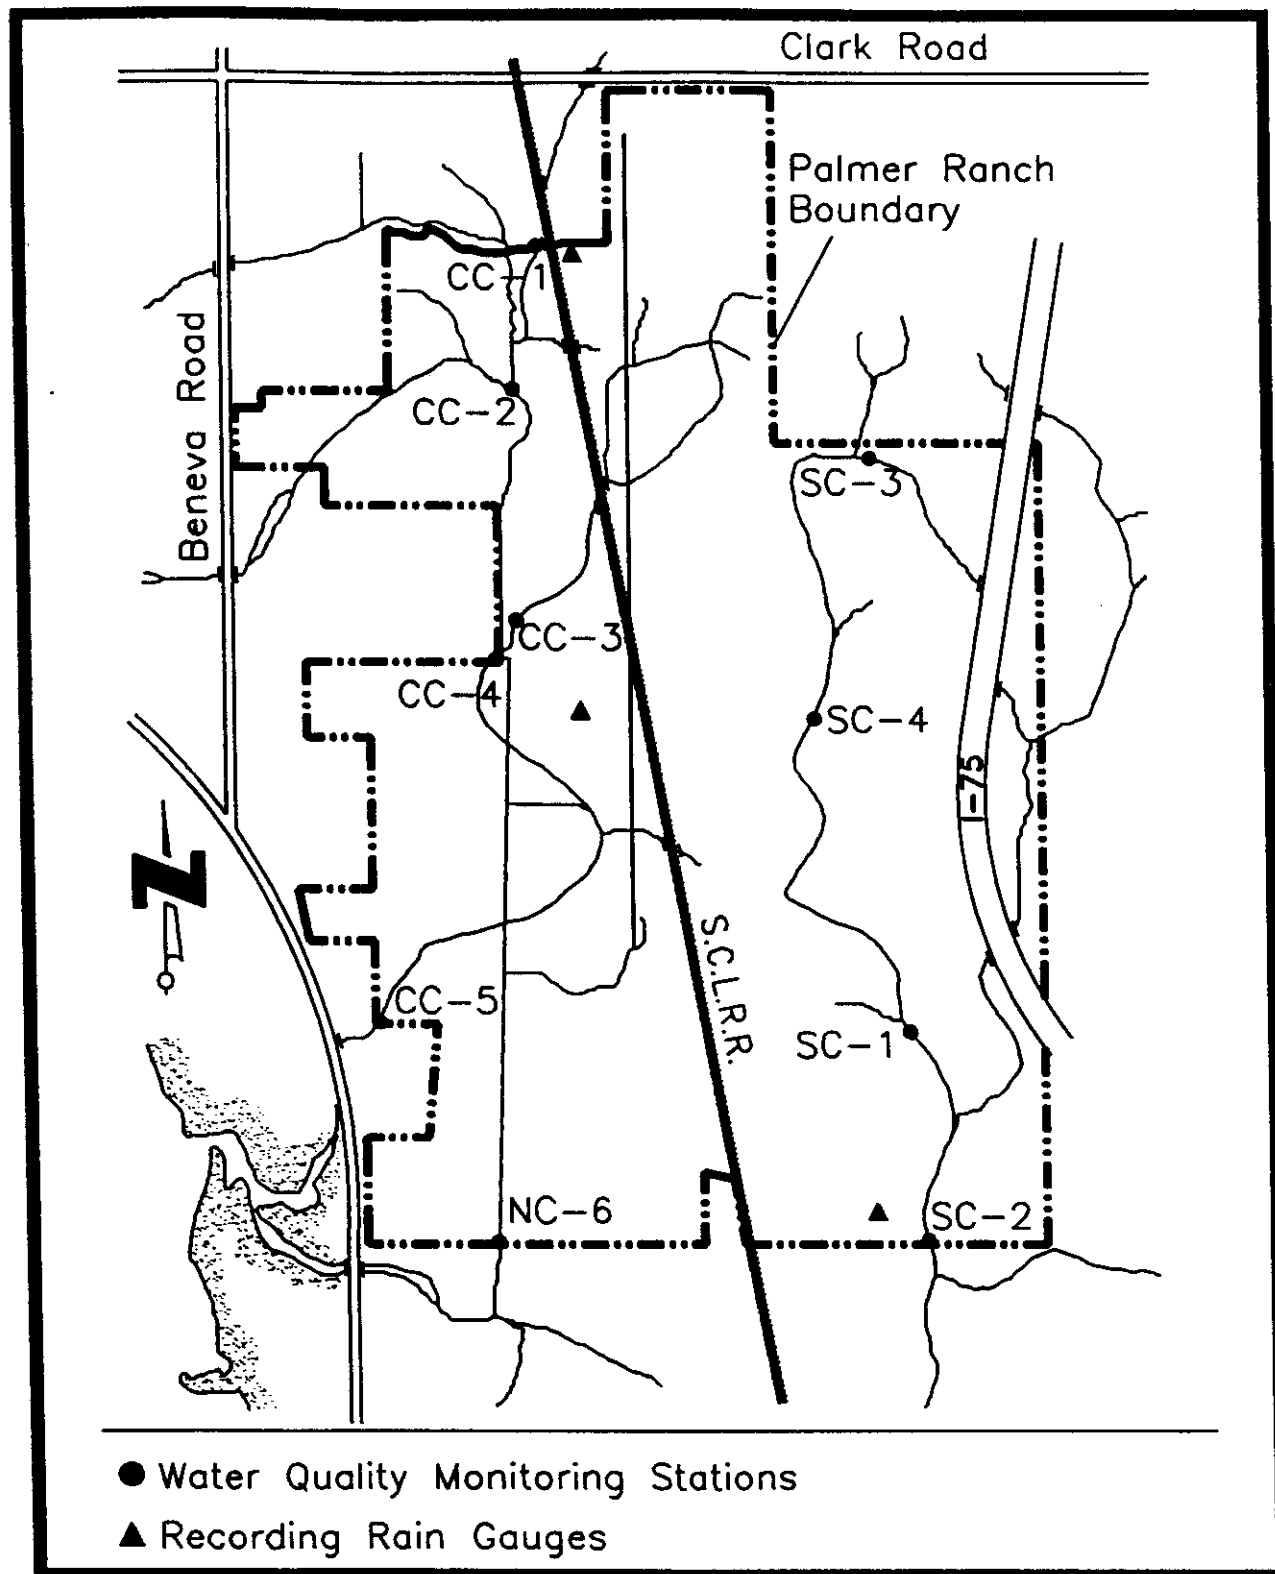 Clark Road
Palmer Ranch
Boundary
CC-1
Beneva Road
CC-2
SC-3
CC-3
CC-4
SC-4
I-75
S.C.L.R.R.
CC-5
SC-1
NC-6
SC-2
N
● Water Quality Monitoring Stations
▲ Recording Rain Gauges